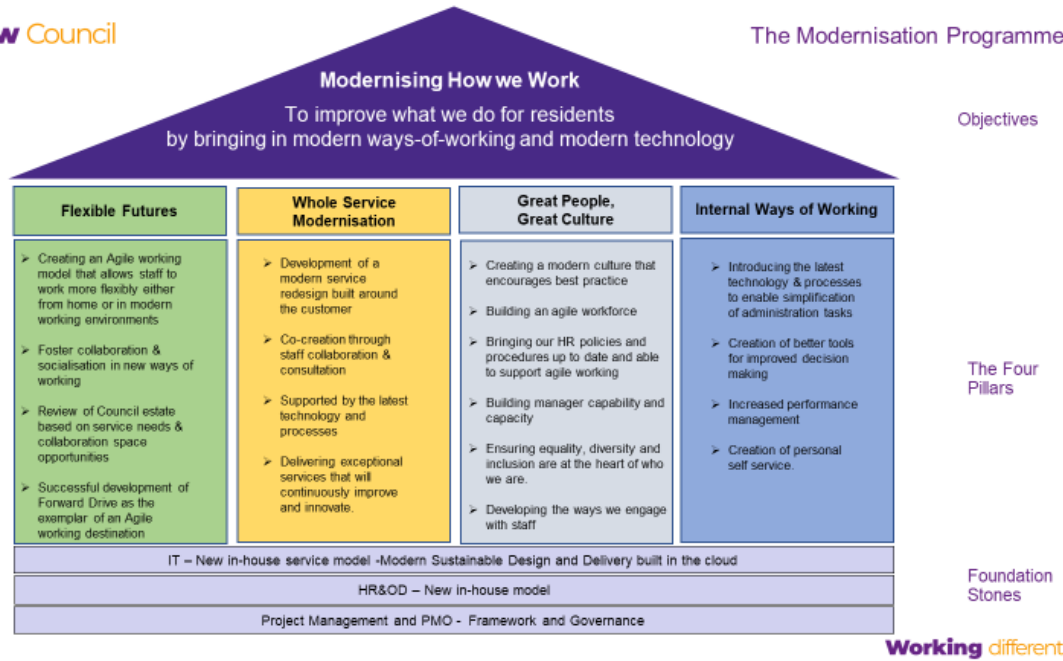 w Council
The Modernisation Programme
Modernising How we Work
To improve what we do for residents
by bringing in modern ways-of-working and modern technology
Objectives
Flexible Futures
➢ Creating an Agile working
model that allows staff to
work more flexibly either
from home or in modern
working environments
➢ Foster collaboration &
socialisation in new ways of
working
➢ Review of Council estate
based on service needs &
collaboration space
opportunities
➢ Successful development of
Forward Drive as the
exemplar of an Agile
working destination
Whole Service
Modernisation
➢ Development of a
modern service
redesign built around
the customer
➢ Co-creation through
staff collaboration &
consultation
➢ Supported by the latest
technology and
processes
➢ Delivering exceptional
services that will
continuously improve
and innovate.
Great People,
Great Culture
➢ Creating a modern culture that
encourages best practice
➢ Building an agile workforce
➢ Bringing our HR policies and
procedures up to date and able
to support agile working
➢ Building manager capability and
capacity
➢ Ensuring equality, diversity and
inclusion are at the heart of who
we are.
➢ Developing the ways we engage
with staff
Internal Ways of Working
➢ Introducing the latest
technology & processes
to enable simplification
of administration tasks
➢ Creation of better tools
for improved decision
making
➢ Increased performance
management
➢ Creation of personal
self service.
The Four
Pillars
IT – New in-house service model -Modern Sustainable Design and Delivery built in the cloud
HR&OD – New in-house model
Project Management and PMO - Framework and Governance
Foundation
Stones
Working different